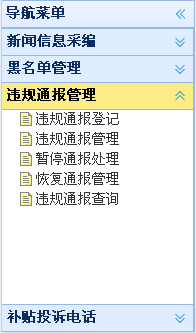 导航菜单
新闻信息采编
黑名单管理
违规通报管理
违规通报登记
违规通报管理
暂停通报处理
恢复通报管理
违规通报查询
补贴投诉电话